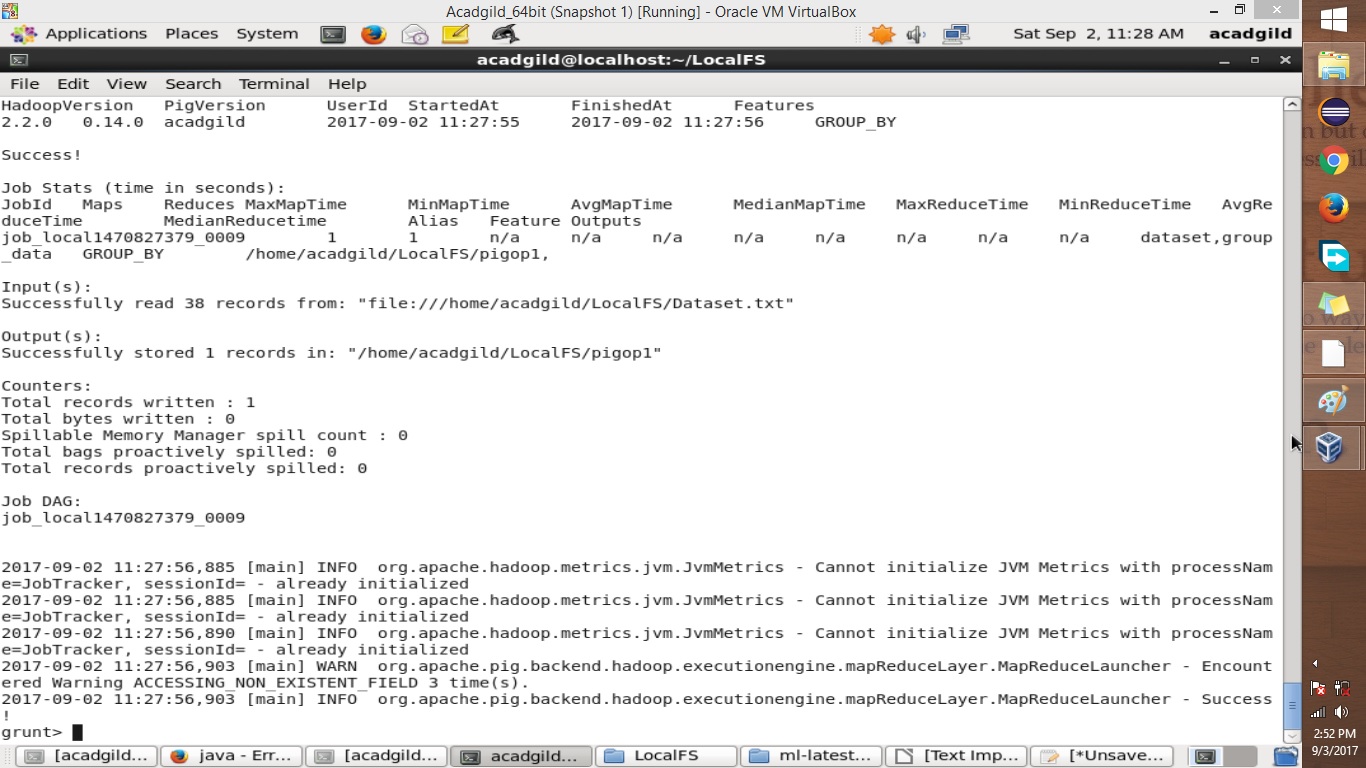 Acadgild_64bit (Snapshot 1) [Running] - Oracle VM VirtualBox
Applications Places System Sat Sep 2, 11:28 AM acadgild
acadgild@localhost:~/LocalFS
File Edit View Search Terminal Help
HadoopVersion PigVersion UserId StartedAt FinishedAt Features
2.2.0 0.14.0 acadgild 2017-09-02 11:27:55 2017-09-02 11:27:56 GROUP_BY
Success!
Job Stats (time in seconds):
JobId Maps Reduces MaxMapTime MinMapTime AvgMapTime MedianMapTime MaxReduceTime MinReduceTime AvgRe
duceTime MedianReducetime Alias Feature Outputs
job_local1470827379_0009 1 1 n/a n/a n/a n/a n/a n/a n/a n/a dataset,group
_data GROUP_BY /home/acadgild/LocalFS/pigop1,
Input(s):
Successfully read 38 records from: "file:///home/acadgild/LocalFS/Dataset.txt"
Output(s):
Successfully stored 1 records in: "/home/acadgild/LocalFS/pigop1"
Counters:
Total records written : 1
Total bytes written : 0
Spillable Memory Manager spill count : 0
Total bags proactively spilled: 0
Total records proactively spilled: 0
Job DAG:
job_local1470827379_0009
2017-09-02 11:27:56,885 [main] INFO org.apache.hadoop.metrics.jvm.JvmMetrics - Cannot initialize JVM Metrics with processNam
e=JobTracker, sessionId= - already initialized
2017-09-02 11:27:56,885 [main] INFO org.apache.hadoop.metrics.jvm.JvmMetrics - Cannot initialize JVM Metrics with processNam
e=JobTracker, sessionId= - already initialized
2017-09-02 11:27:56,890 [main] INFO org.apache.hadoop.metrics.jvm.JvmMetrics - Cannot initialize JVM Metrics with processNam
e=JobTracker, sessionId= - already initialized
2017-09-02 11:27:56,903 [main] WARN org.apache.pig.backend.hadoop.executionengine.mapReduceLayer.MapReduceLauncher - Encount
ered Warning ACCESSING_NON_EXISTENT_FIELD 3 time(s).
2017-09-02 11:27:56,903 [main] INFO org.apache.pig.backend.hadoop.executionengine.mapReduceLayer.MapReduceLauncher - Success
!
grunt>
[acadgild... java - Err... [acadgild... acadgild... LocalFS ml-latest... [Text Imp... [*Unsave...
2:52 PM
9/3/2017